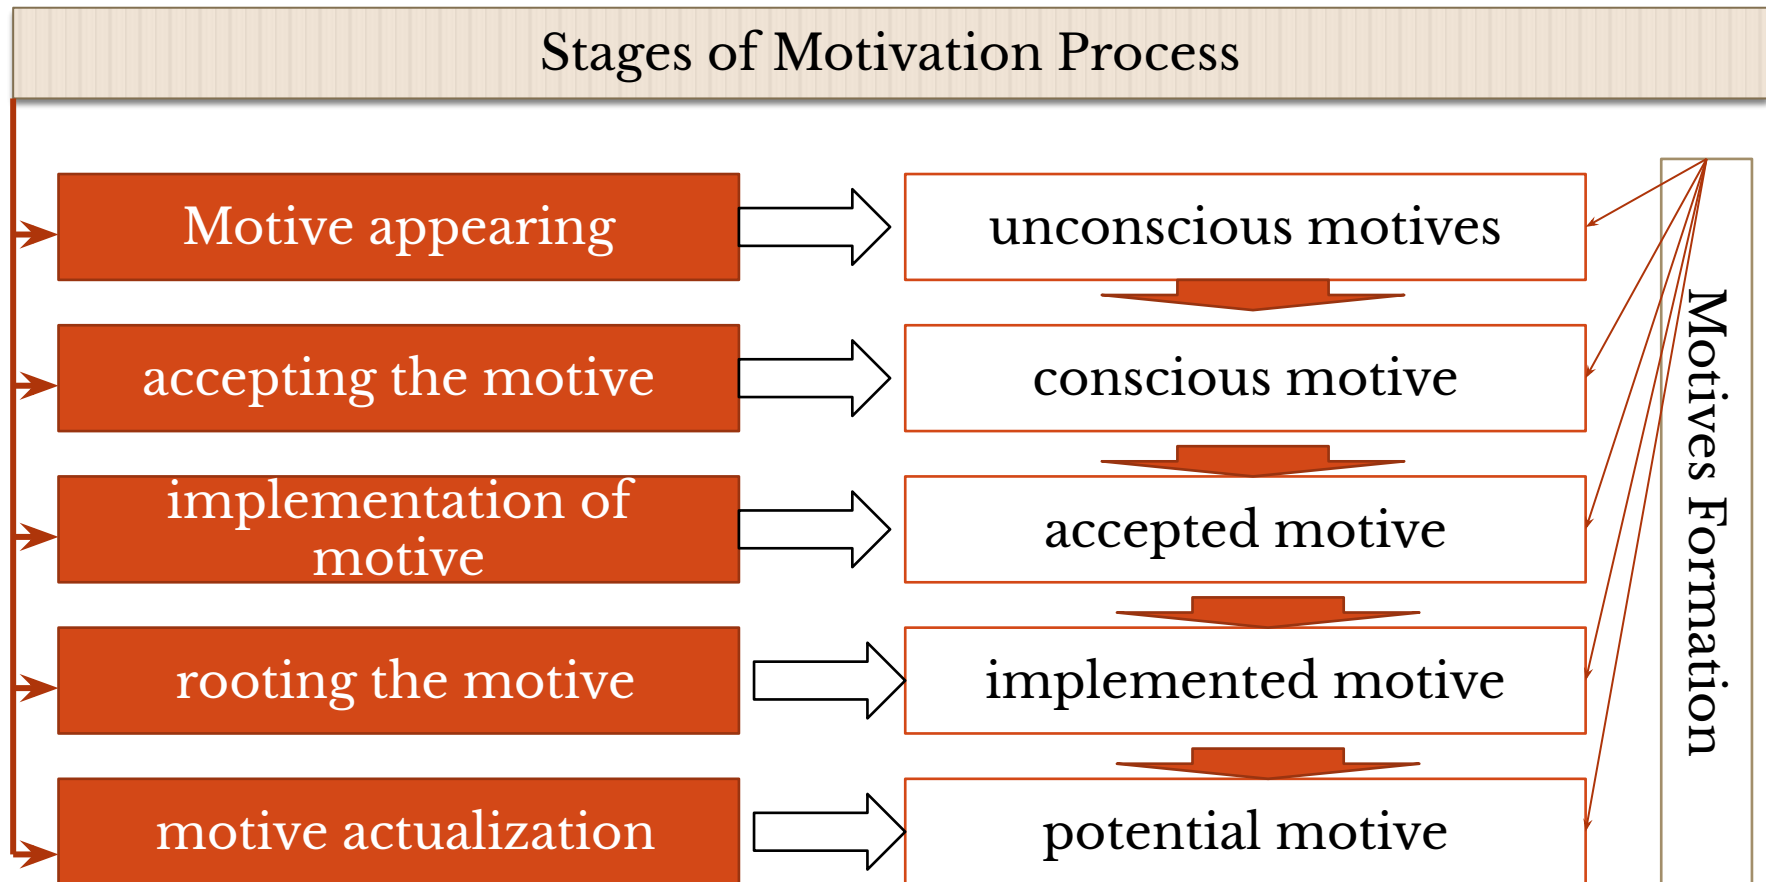 Stages of Motivation Process
Motive appearing
unconscious motives
accepting the motive
conscious motive
implementation of
motive
accepted motive
rooting the motive
implemented motive
motive actualization
potential motive
Motives Formation